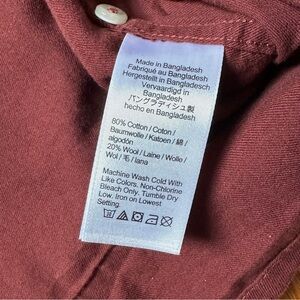 Made in Bangladesh
Fabriqué au Bangladesh
Hergestellt in Bangladesch
Vervaardigd in
Bangladesh
バングラディシュ製
hecho en Bangladesh
80% Cotton / Coton /
Baumwolle / Katoen / 綿 /
algodón
20% Wool / Laine / Wolle /
Wol / 毛 / lana
Machine Wash Cold With
Like Colors. Non-Chlorine
Bleach Only. Tumble Dry
Low. Iron on Lowest
Setting.